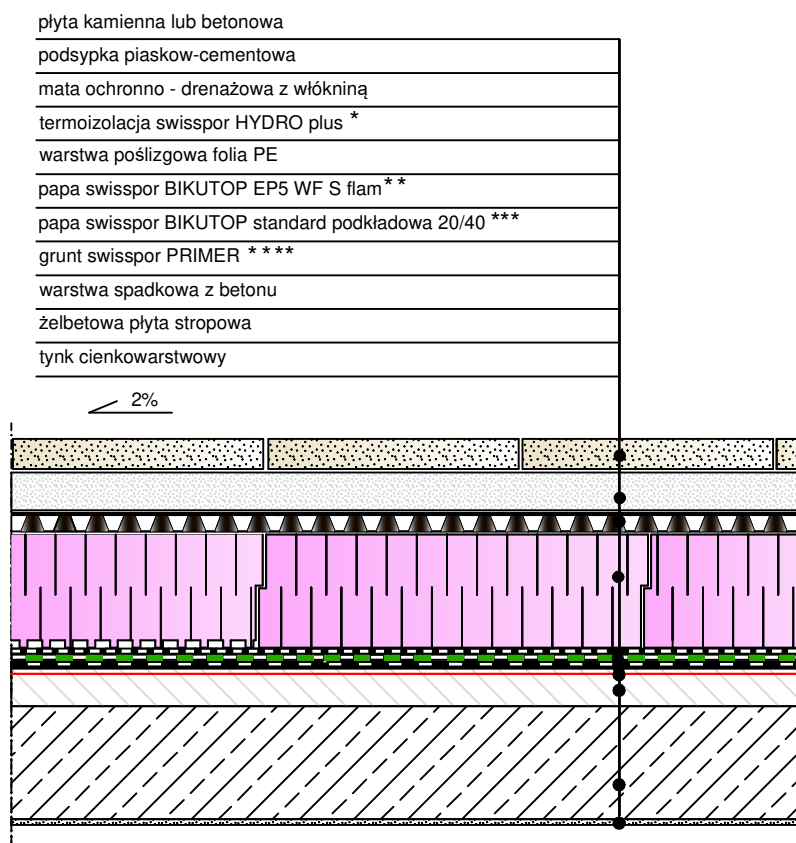 płyta kamienna lub betonowa
podsypka piaskow-cementowa
mata ochronno - drenażowa z włókniną
termoizolacja swisspor HYDRO plus *
warstwa poślizgowa folia PE
papa swisspor BIKUTOP EP5 WF S flam**
papa swisspor BIKUTOP standard podkładowa 20/40 ***
grunt swisspor PRIMER ****
warstwa spadkowa z betonu
żelbetowa płyta stropowa
tynk cienkowarstwowy
2%